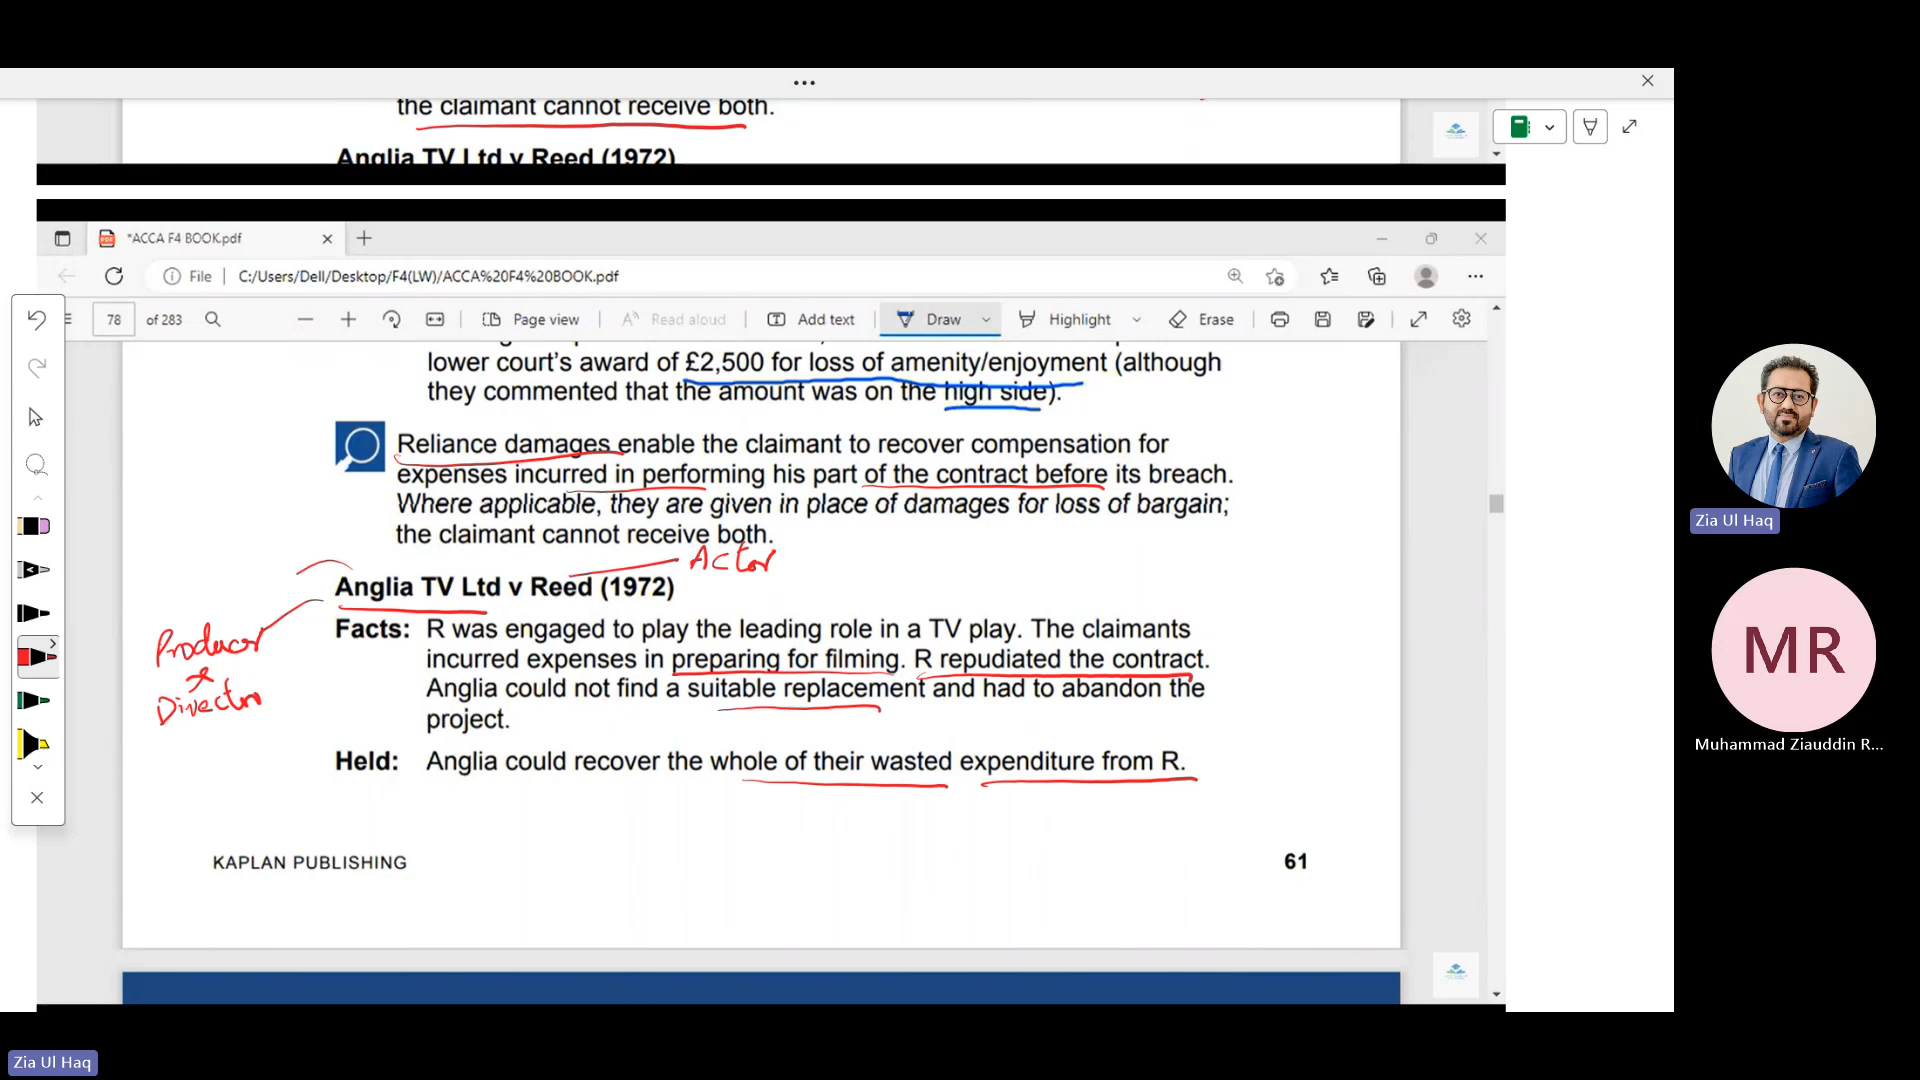 the claimant cannot receive both.
Anglia TV Ltd v Reed (1972)
*ACCA F4 BOOK.pdf
File
C:/Users/Dell/Desktop/F4(LW)/ACCA%20F4%20BOOK.pdf
78 of 283
Page view
Read aloud
Add text
Draw
Highlight
Erase
lower court's award of £2,500 for loss of amenity/enjoyment (although
they commented that the amount was on the high side).
Reliance damages enable the claimant to recover compensation for
expenses incurred in performing his part of the contract before its breach.
Where applicable, they are given in place of damages for loss of bargain;
the claimant cannot receive both.
Actor
Anglia TV Ltd v Reed (1972)
Facts: R was engaged to play the leading role in a TV play. The claimants
incurred expenses in preparing for filming. R repudiated the contract.
Anglia could not find a suitable replacement and had to abandon the
project.
Producer
&
Director
Held: Anglia could recover the whole of their wasted expenditure from R.
KAPLAN PUBLISHING
61
Zia Ul Haq
MR
Muhammad Ziauddin R...
Zia Ul Haq